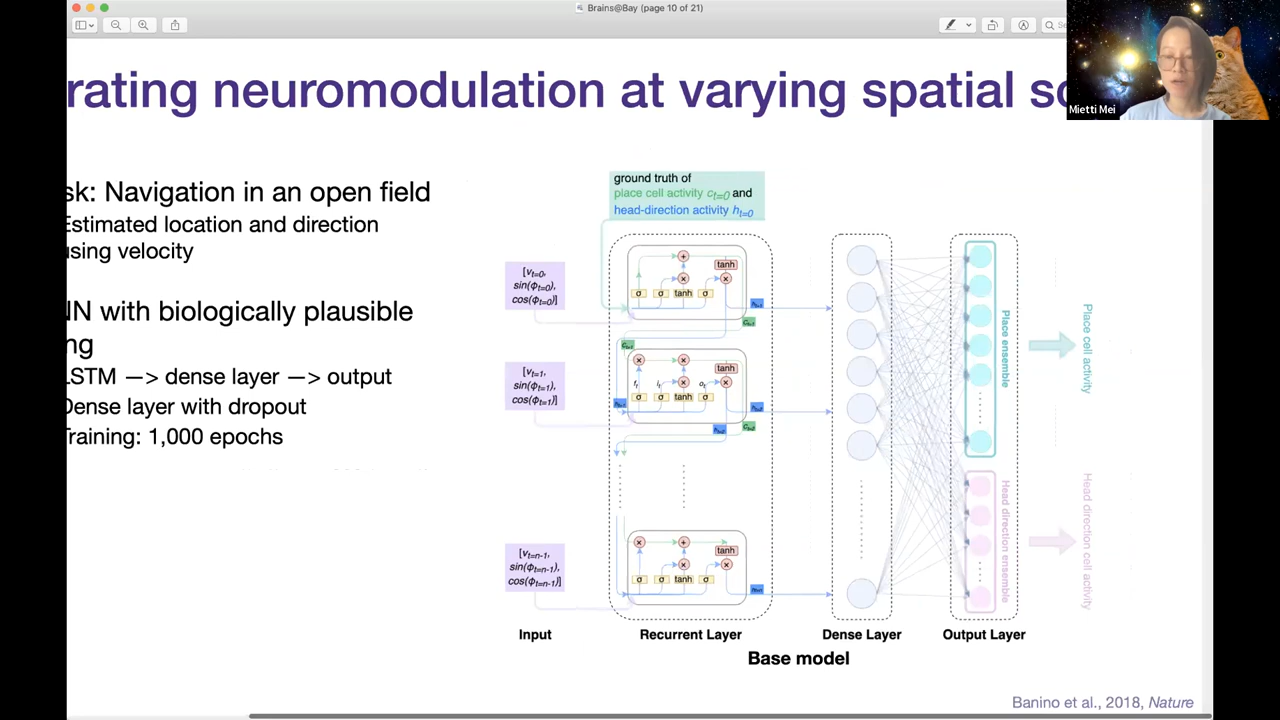 Brains@Bay (page 10 of 21)
Mietti Mei
rating neuromodulation at varying spatial sc
sk: Navigation in an open field
Estimated location and direction
using velocity
NN with biologically plausible
ng
LSTM —> dense layer —> output
Dense layer with dropout
Training: 1,000 epochs
ground truth of
place cell activity c_t=0 and
head-direction activity h_t=0
[v_t=0,
sin(ϕ_t=0),
cos(ϕ_t=0)]
+
tanh
×
×
σ
σ
tanh
σ
[v_t=1,
sin(ϕ_t=1),
cos(ϕ_t=1)]
×
×
tanh
×
×
σ
σ
tanh
σ
[v_t=n-1,
sin(ϕ_t=n-1),
cos(ϕ_t=n-1)]
×
+
tanh
×
×
σ
σ
tanh
σ
Place ensemble
Head direction ensemble
Place cell activity
Head direction cell activity
Input
Recurrent Layer
Dense Layer
Output Layer
Base model
Banino et al., 2018, Nature